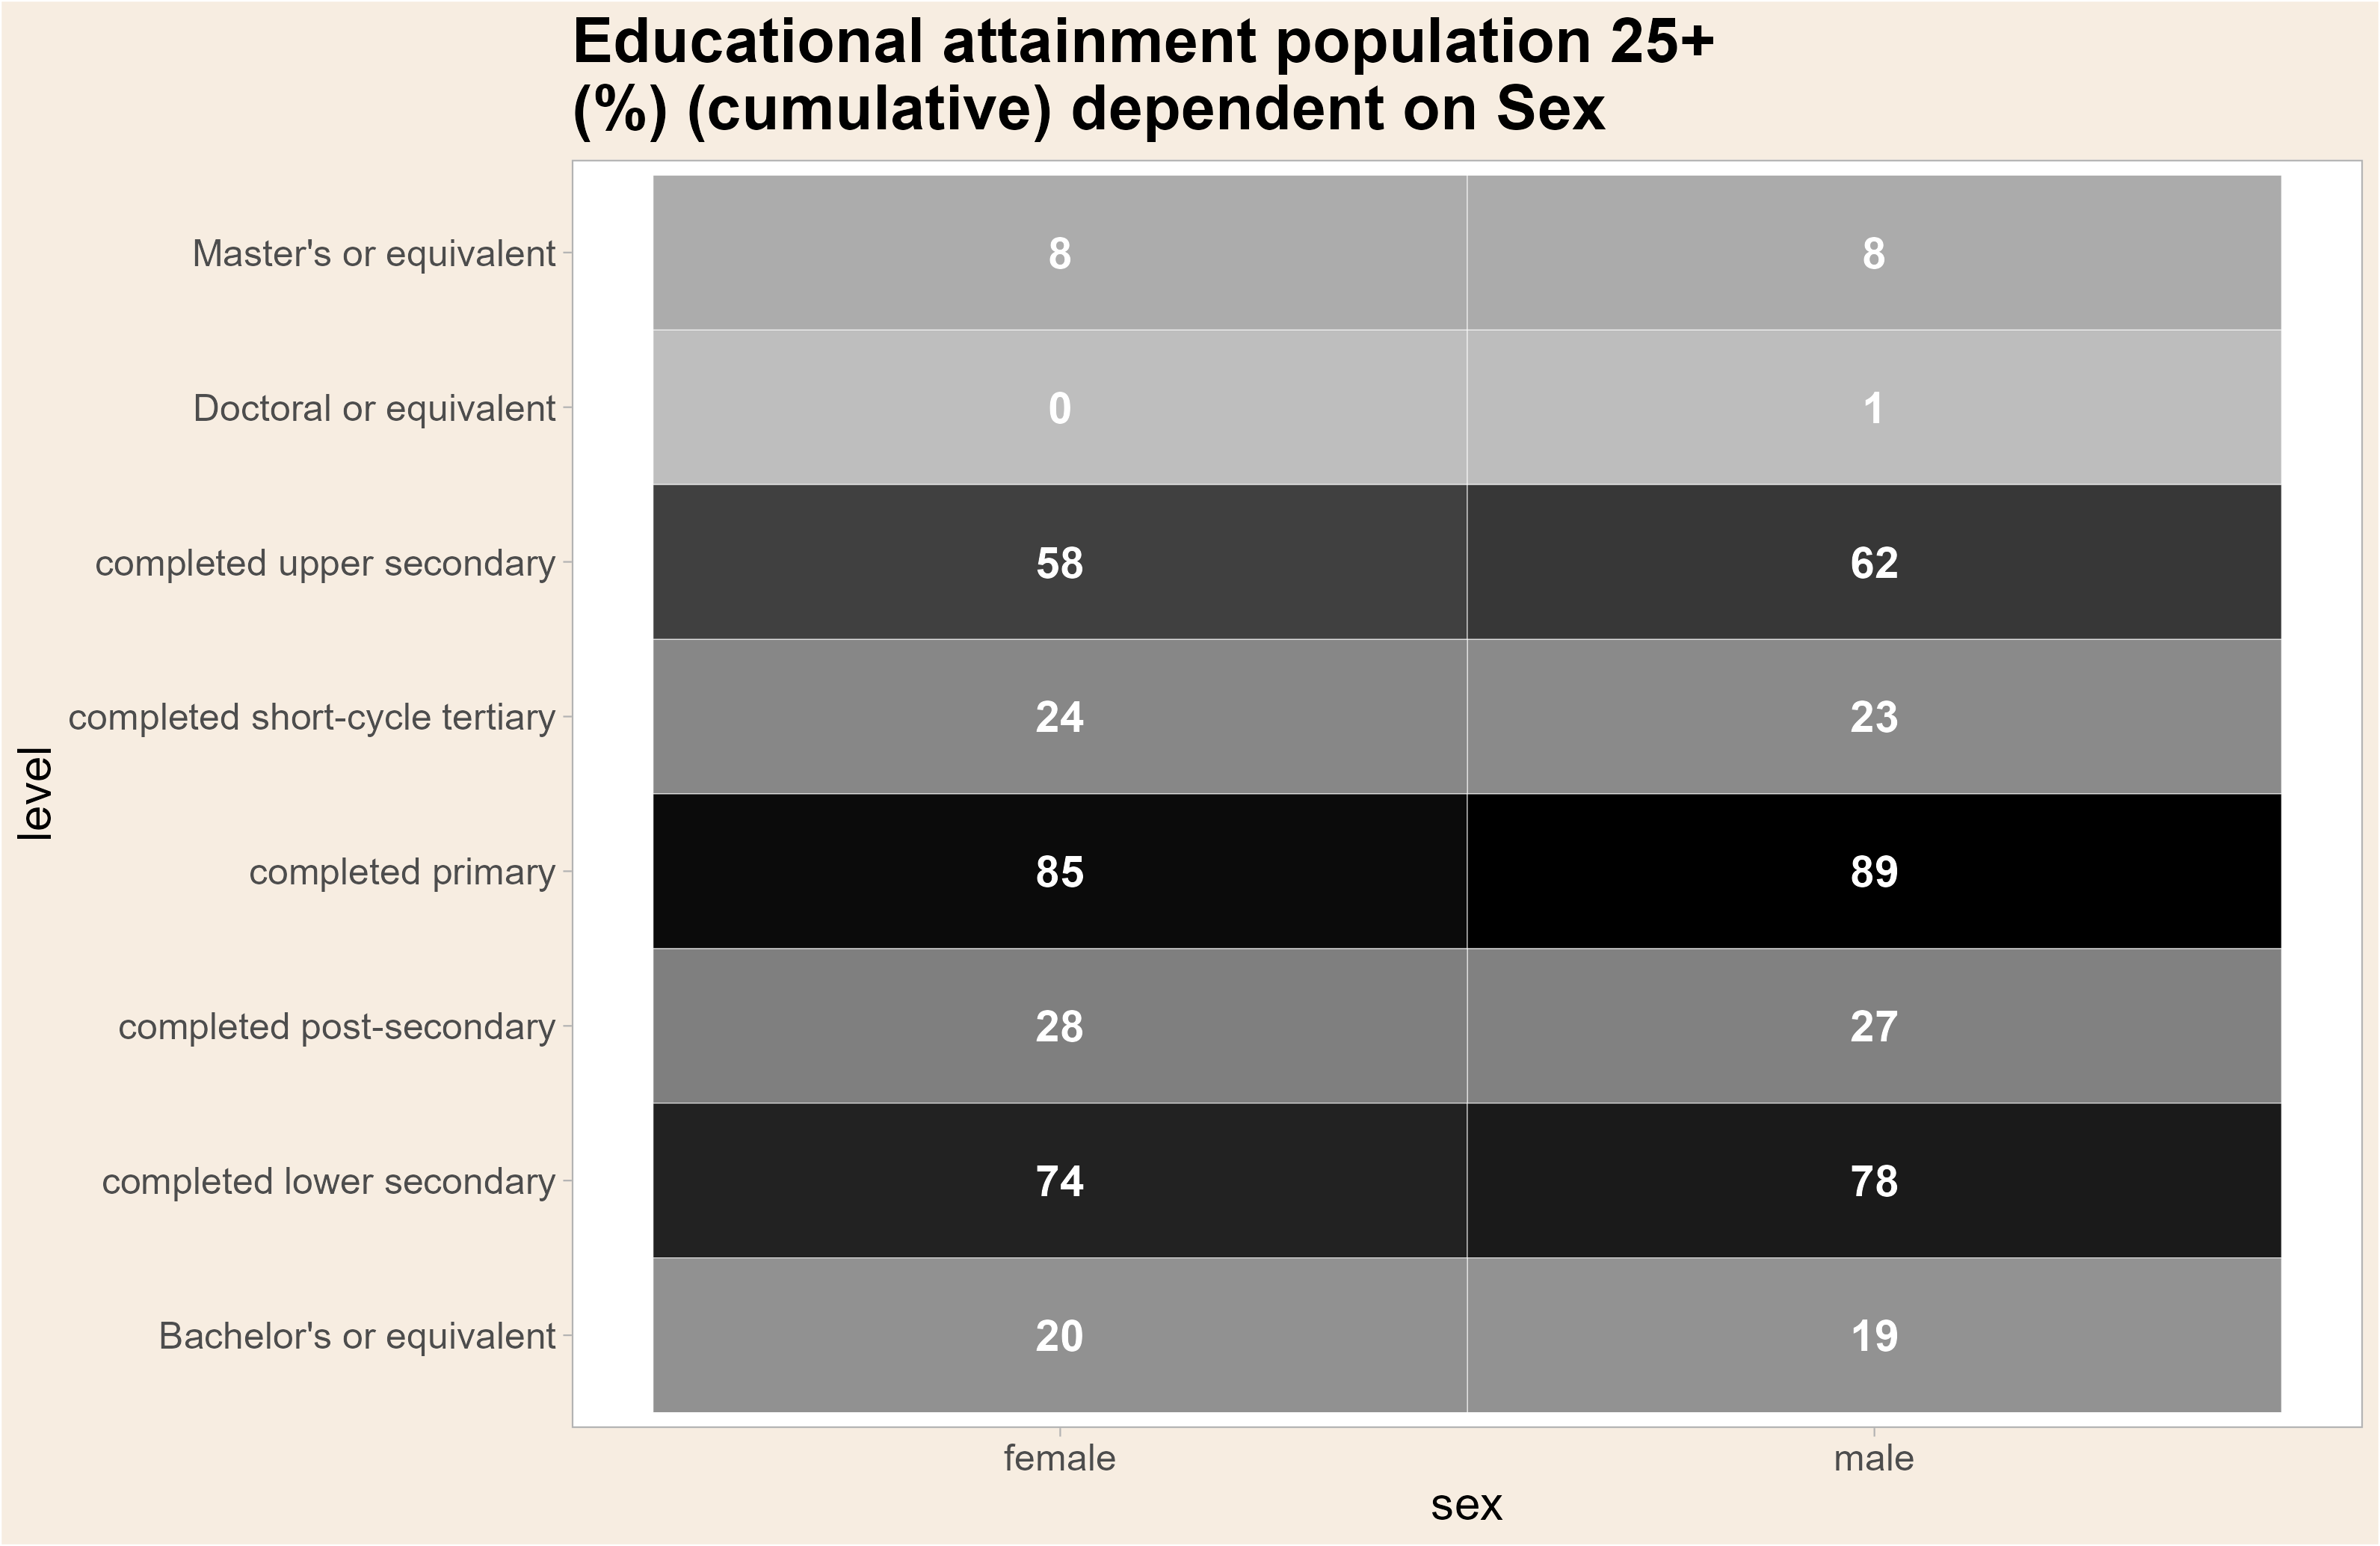 Educational attainment population 25+
(%) (cumulative) dependent on Sex
Master's or equivalent 8 8
Doctoral or equivalent 0 1
completed upper secondary 58 62
completed short-cycle tertiary 24 23
level
completed primary 85 89
completed post-secondary 28 27
completed lower secondary 74 78
Bachelor's or equivalent 20 19
female male
sex